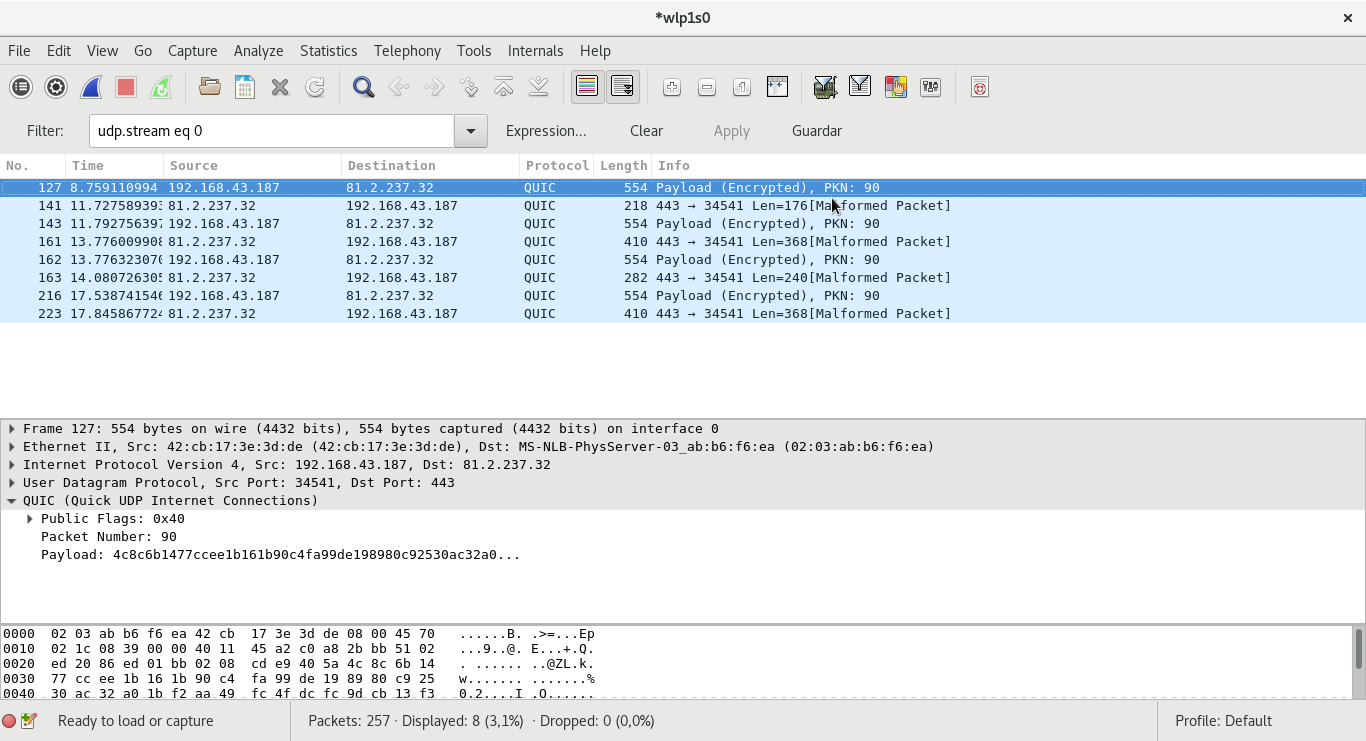 *wlp1s0
File Edit View Go Capture Analyze Statistics Telephony Tools Internals Help
Filter: udp.stream eq 0 Expression... Clear Apply Guardar
No. Time Source Destination Protocol Length Info
127 8.759110994 192.168.43.187 81.2.237.32 QUIC 554 Payload (Encrypted), PKN: 90
141 11.727589393 81.2.237.32 192.168.43.187 QUIC 218 443 → 34541 Len=176[Malformed Packet]
143 11.792756397 192.168.43.187 81.2.237.32 QUIC 554 Payload (Encrypted), PKN: 90
161 13.776009908 81.2.237.32 192.168.43.187 QUIC 410 443 → 34541 Len=368[Malformed Packet]
162 13.776323070 192.168.43.187 81.2.237.32 QUIC 554 Payload (Encrypted), PKN: 90
163 14.080726305 81.2.237.32 192.168.43.187 QUIC 282 443 → 34541 Len=240[Malformed Packet]
216 17.538741546 192.168.43.187 81.2.237.32 QUIC 554 Payload (Encrypted), PKN: 90
223 17.845867724 81.2.237.32 192.168.43.187 QUIC 410 443 → 34541 Len=368[Malformed Packet]
Frame 127: 554 bytes on wire (4432 bits), 554 bytes captured (4432 bits) on interface 0
Ethernet II, Src: 42:cb:17:3e:3d:de (42:cb:17:3e:3d:de), Dst: MS-NLB-PhysServer-03_ab:b6:f6:ea (02:03:ab:b6:f6:ea)
Internet Protocol Version 4, Src: 192.168.43.187, Dst: 81.2.237.32
User Datagram Protocol, Src Port: 34541, Dst Port: 443
QUIC (Quick UDP Internet Connections)
Public Flags: 0x40
Packet Number: 90
Payload: 4c8c6b1477ccee1b161b90c4fa99de198980c92530ac32a0...
0000 02 03 ab b6 f6 ea 42 cb 17 3e 3d de 08 00 45 70 ......B. .>=...Ep
0010 02 1c 08 39 00 00 40 11 45 a2 c0 a8 2b bb 51 02 ...9..@. E...+.Q.
0020 ed 20 86 ed 01 bb 02 08 cd e9 40 5a 4c 8c 6b 14 . ...... ..@ZL.k.
0030 77 cc ee 1b 16 1b 90 c4 fa 99 de 19 89 80 c9 25 w....... .......%
0040 30 ac 32 a0 1b f2 aa 49 fc 4f dc fc 9d cb 13 f3 0.2....I .O......
Ready to load or capture Packets: 257 · Displayed: 8 (3,1%) · Dropped: 0 (0,0%) Profile: Default